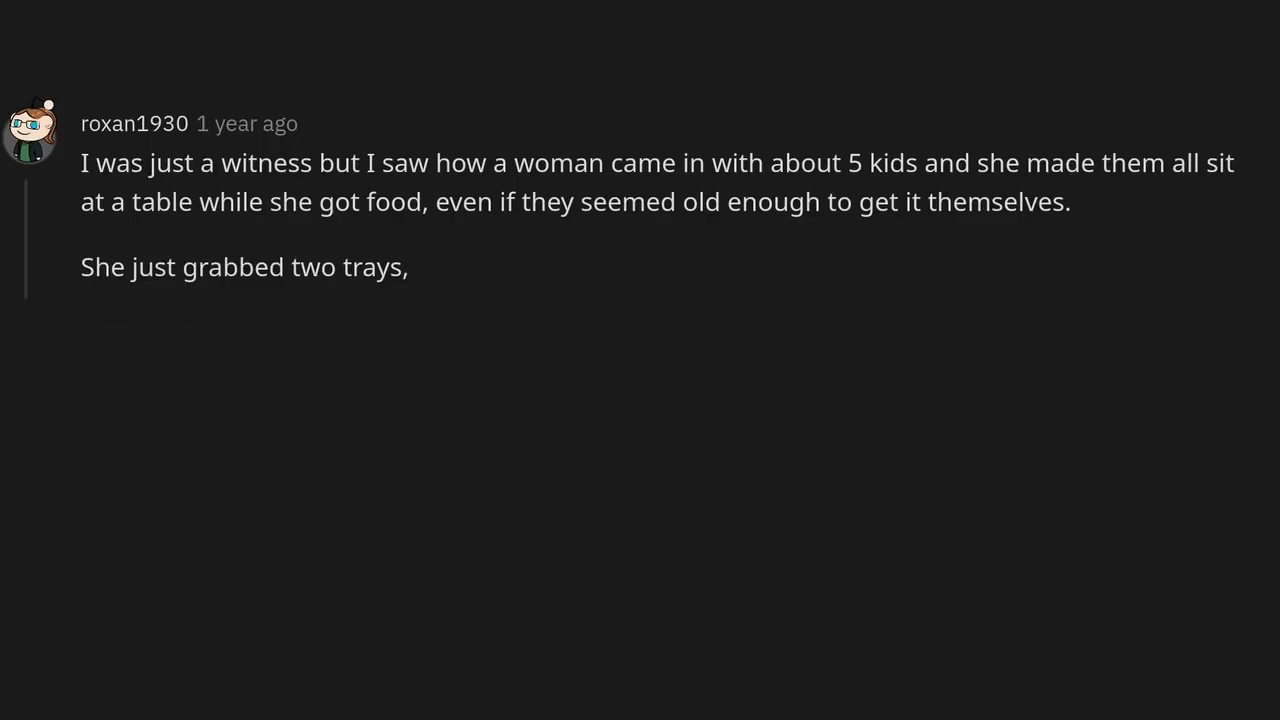 roxan1930 1 year ago
I was just a witness but I saw how a woman came in with about 5 kids and she made them all sit
at a table while she got food, even if they seemed old enough to get it themselves.
She just grabbed two trays,